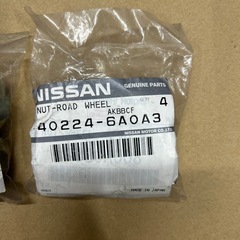 NISSAN
GENUINE PARTS
NUT-ROAD WHEEL 4
AKBBCF
40224-6A0A3
NISSAN MOTOR CO., LTD.
MADE IN JAPAN